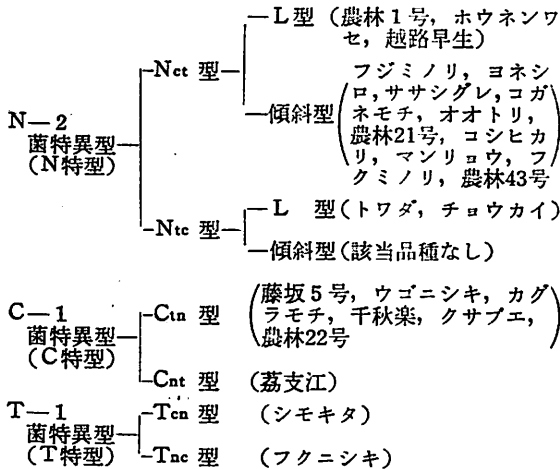 L型（農林１号，ホウネンワ
セ，越路早生）
Nct 型
フジミノリ，ヨネシ
ロ，ササシグレ，コガ
傾斜型
ネモチ，オオトリ，
農林21号，コシヒカ
リ，マンリョウ，フ
クミノリ，農林43号
N—2
菌特異型
（N特型）
Ntc 型
L 型（トワダ，チョウカイ）
傾斜型（該当品種なし）
C—1
菌特異型
（C特型）
Ctn 型
藤坂５号，ウゴニシキ，カグ
ラモチ，千秋楽，クサブエ，
農林22号
Cnt 型 （茘支江）
T—1
菌特異型
（T特型）
Tcn 型 （シモキタ）
Tnc 型 （フクニシキ）